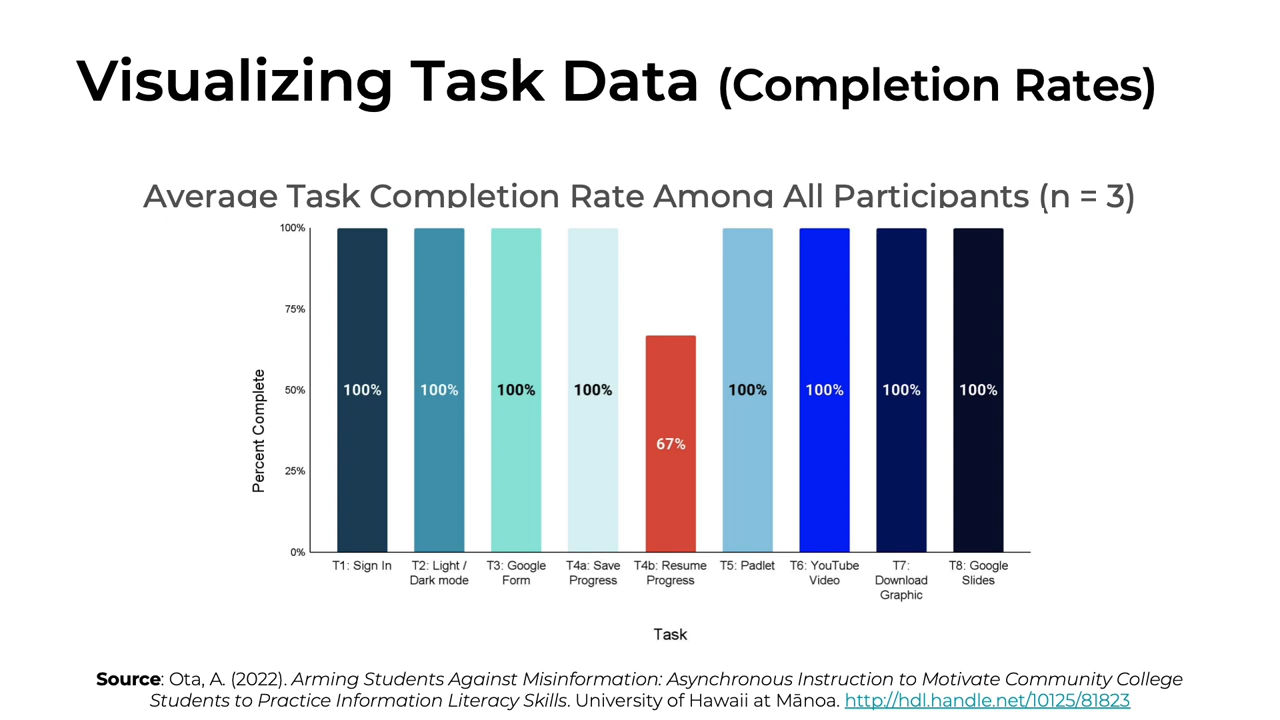 Visualizing Task Data (Completion Rates)
Average Task Completion Rate Among All Participants (n = 3)
100%
75%
50%
25%
0%
Percent Complete
100%
100%
100%
100%
67%
100%
100%
100%
100%
T1: Sign In
T2: Light /
Dark mode
T3: Google
Form
T4a: Save
Progress
T4b: Resume
Progress
T5: Padlet
T6: YouTube
Video
T7:
Download
Graphic
T8: Google
Slides
Task
Source: Ota, A. (2022). Arming Students Against Misinformation: Asynchronous Instruction to Motivate Community College
Students to Practice Information Literacy Skills. University of Hawaii at Mānoa. http://hdl.handle.net/10125/81823